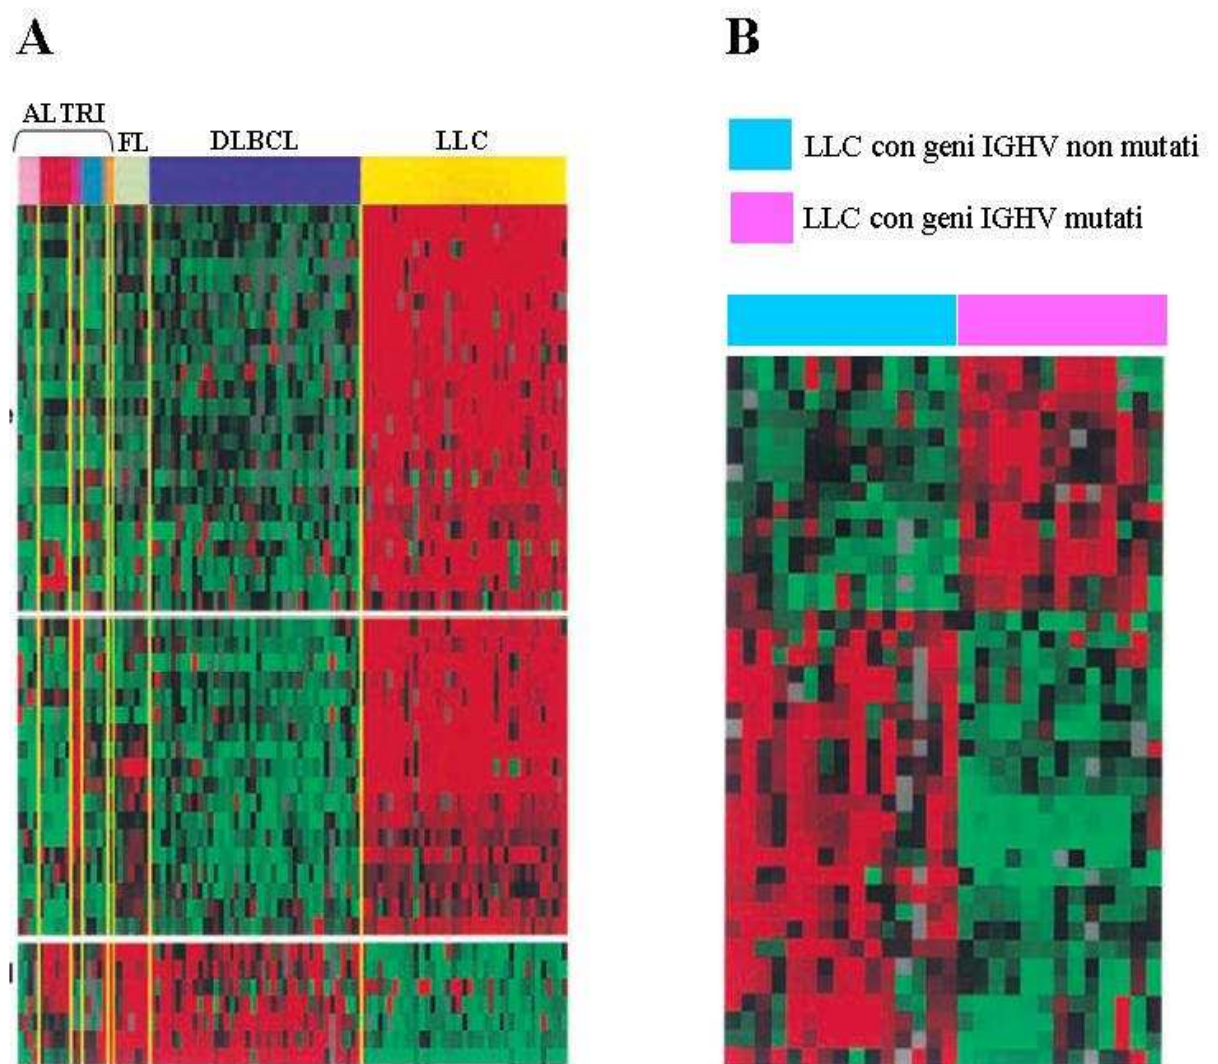 A
B
ALTRI
FL
DLBCL
LLC
LLC con geni IGHV non mutati
LLC con geni IGHV mutati